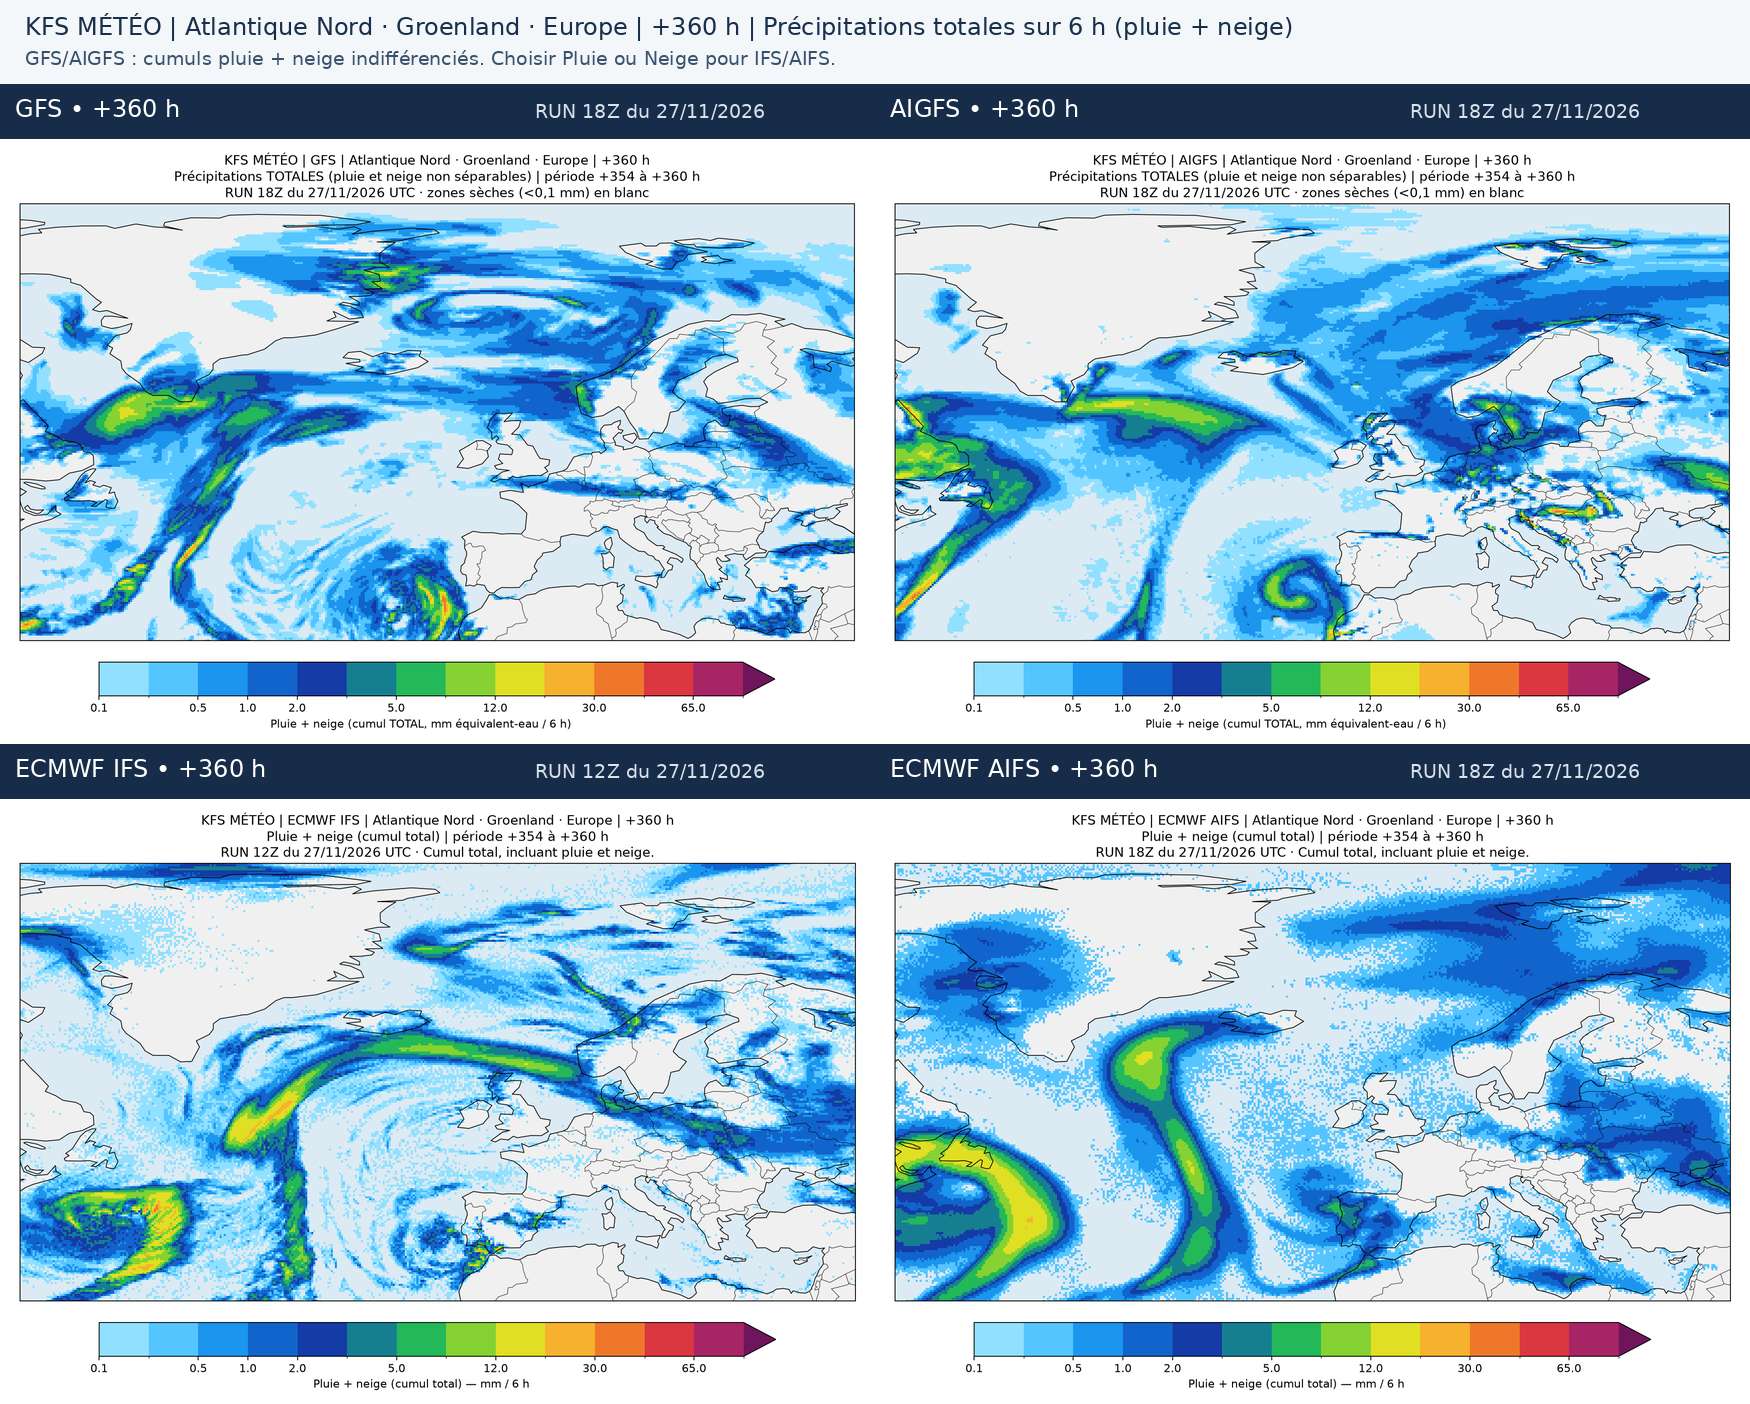 KFS MÉTÉO | Atlantique Nord · Groenland · Europe | +360 h | Précipitations totales sur 6 h (pluie + neige)
GFS/AIGFS : cumuls pluie + neige indifférenciés. Choisir Pluie ou Neige pour IFS/AIFS.
GFS • +360 h
RUN 18Z du 27/11/2026
KFS MÉTÉO | GFS | Atlantique Nord · Groenland · Europe | +360 h
Précipitations TOTALES (pluie et neige non séparables) | période +354 à +360 h
RUN 18Z du 27/11/2026 UTC · zones sèches (<0,1 mm) en blanc
0.1 0.5 1.0 2.0 5.0 12.0 30.0 65.0
Pluie + neige (cumul TOTAL, mm équivalent-eau / 6 h)
AIGFS • +360 h
RUN 18Z du 27/11/2026
KFS MÉTÉO | AIGFS | Atlantique Nord · Groenland · Europe | +360 h
Précipitations TOTALES (pluie et neige non séparables) | période +354 à +360 h
RUN 18Z du 27/11/2026 UTC · zones sèches (<0,1 mm) en blanc
0.1 0.5 1.0 2.0 5.0 12.0 30.0 65.0
Pluie + neige (cumul TOTAL, mm équivalent-eau / 6 h)
ECMWF IFS • +360 h
RUN 12Z du 27/11/2026
KFS MÉTÉO | ECMWF IFS | Atlantique Nord · Groenland · Europe | +360 h
Pluie + neige (cumul total) | période +354 à +360 h
RUN 12Z du 27/11/2026 UTC · Cumul total, incluant pluie et neige.
0.1 0.5 1.0 2.0 5.0 12.0 30.0 65.0
Pluie + neige (cumul total) — mm / 6 h
ECMWF AIFS • +360 h
RUN 18Z du 27/11/2026
KFS MÉTÉO | ECMWF AIFS | Atlantique Nord · Groenland · Europe | +360 h
Pluie + neige (cumul total) | période +354 à +360 h
RUN 18Z du 27/11/2026 UTC · Cumul total, incluant pluie et neige.
0.1 0.5 1.0 2.0 5.0 12.0 30.0 65.0
Pluie + neige (cumul total) — mm / 6 h